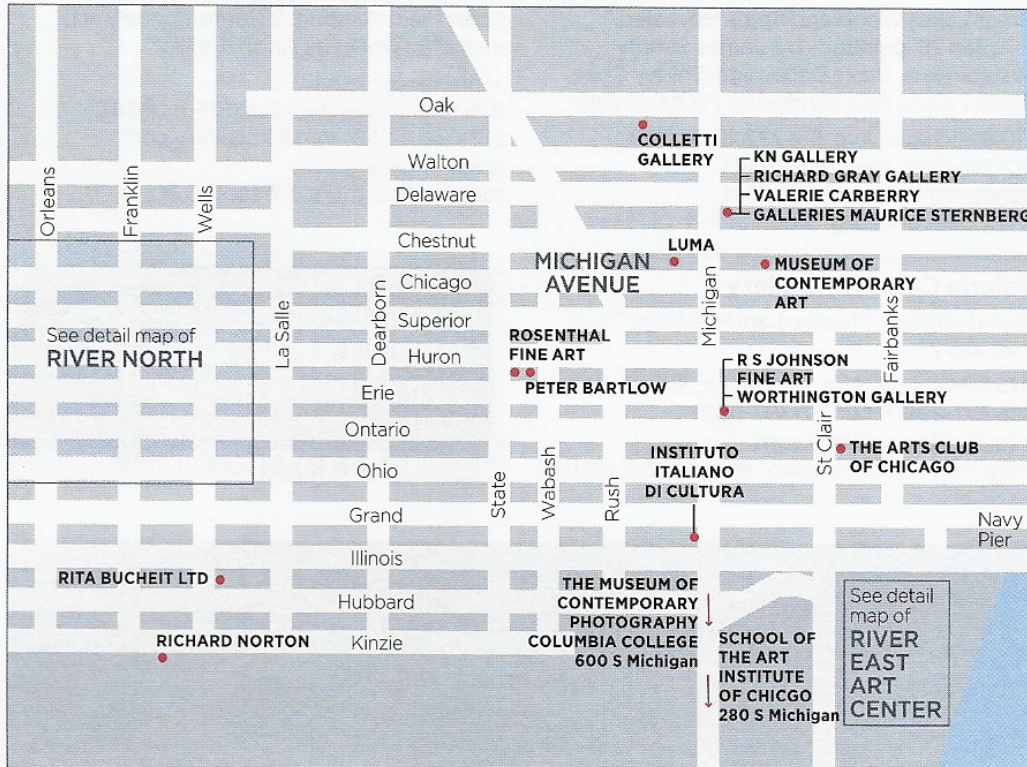 Oak
COLLETTI
GALLERY
Walton
Delaware
KN GALLERY
RICHARD GRAY GALLERY
VALERIE CARBERRY
GALLERIES MAURICE STERNBERG
Orleans
Franklin
Wells
Chestnut
LUMA
MICHIGAN
AVENUE
MUSEUM OF
CONTEMPORARY
ART
Chicago
Superior
Huron
La Salle
Dearborn
Michigan
Fairbanks
See detail map of
RIVER NORTH
ROSENTHAL
FINE ART
PETER BARTLOW
R S JOHNSON
FINE ART
WORTHINGTON GALLERY
Erie
Ontario
Ohio
St Clair
THE ARTS CLUB
OF CHICAGO
INSTITUTO
ITALIANO
DI CULTURA
State
Wabash
Rush
Grand
Navy
Pier
Illinois
RITA BUCHEIT LTD
Hubbard
THE MUSEUM OF
CONTEMPORARY
PHOTOGRAPHY
COLUMBIA COLLEGE
600 S Michigan
RICHARD NORTON
Kinzie
SCHOOL OF
THE ART
INSTITUTE
OF CHICGO
280 S Michigan
See detail
map of
RIVER
EAST
ART
CENTER